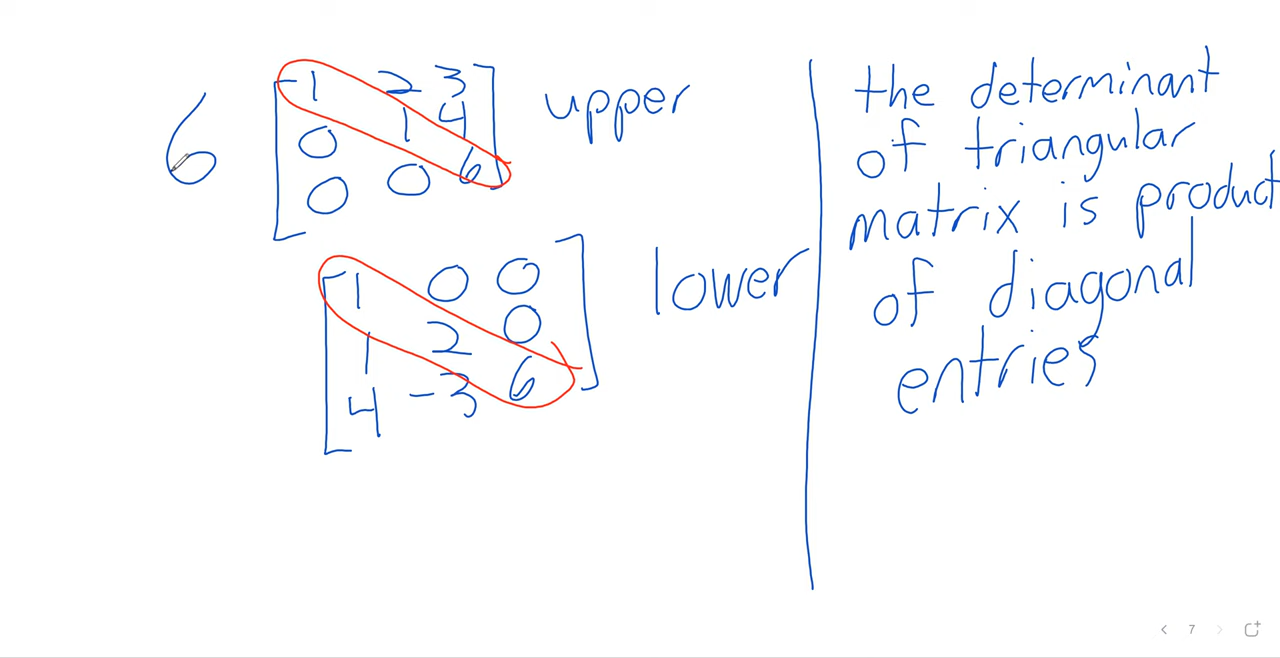 6
1 2 3
0 1 4
0 0 6
upper
1 0 0
1 2 0
4 -3 6
lower
the determinant
of triangular
matrix is product
of diagonal
entries
7